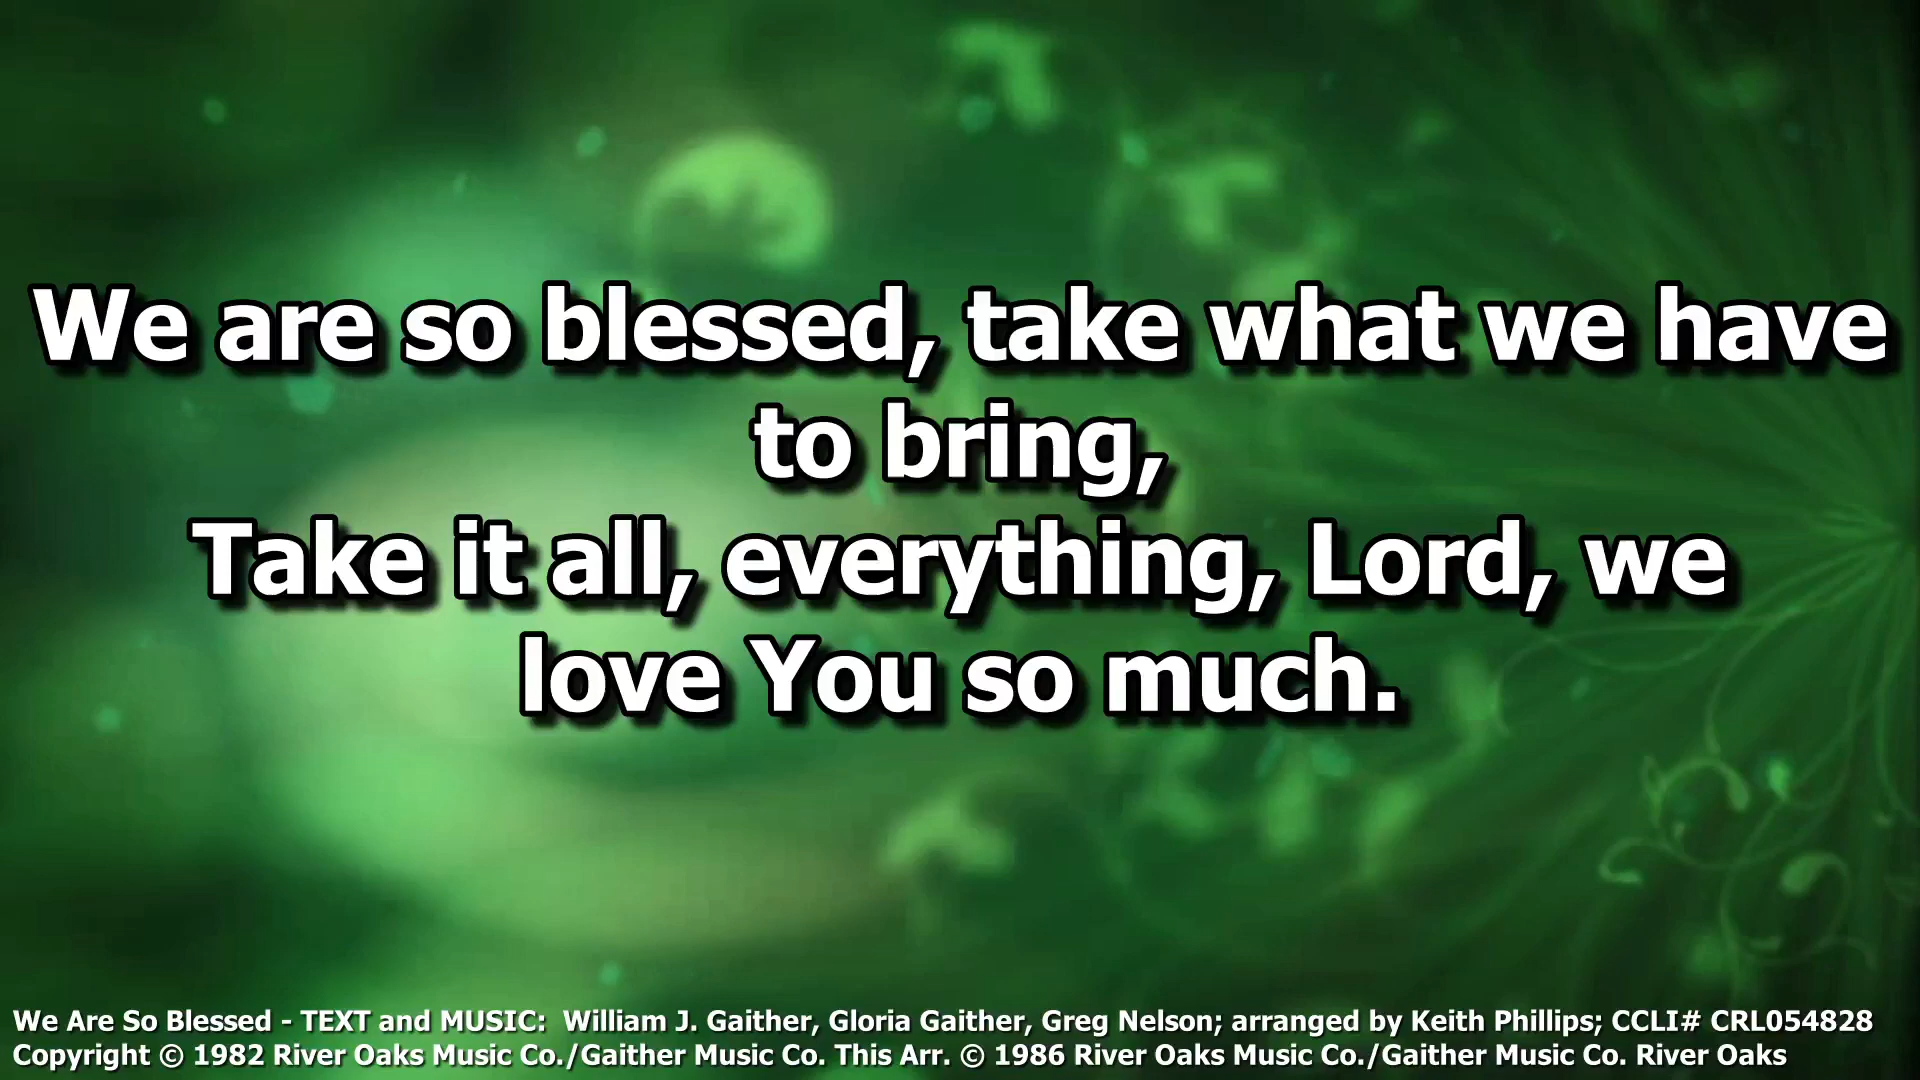 We are so blessed, take what we have
to bring,
Take it all, everything, Lord, we
love You so much.
We Are So Blessed - TEXT and MUSIC:  William J. Gaither, Gloria Gaither, Greg Nelson; arranged by Keith Phillips; CCLI# CRL054828
Copyright © 1982 River Oaks Music Co./Gaither Music Co. This Arr. © 1986 River Oaks Music Co./Gaither Music Co. River Oaks